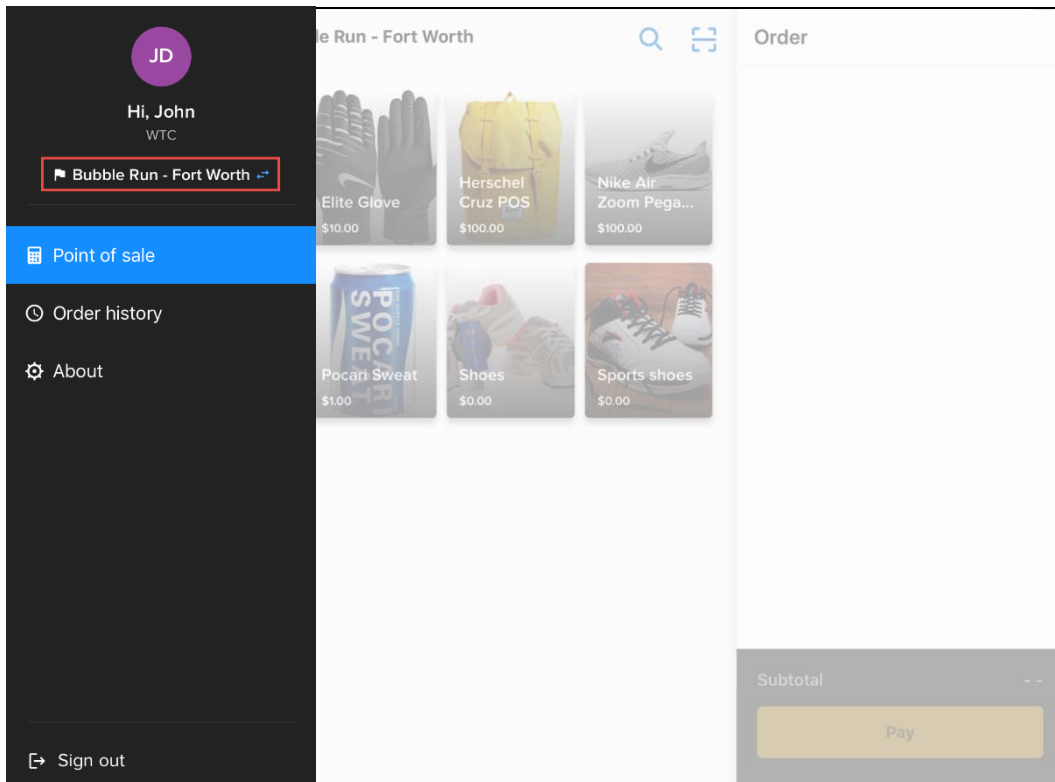 JD
Hi, John
WTC
Bubble Run - Fort Worth
Point of sale
Order history
About
Sign out
le Run - Fort Worth
Elite Glove
$10.00
Herschel
Cruz POS
$100.00
Nike Air
Zoom Pega...
$100.00
POCARI
SWEAT
Pocari Sweat
$1.00
Shoes
$0.00
Sports shoes
$0.00
Order
Subtotal
- -
Pay